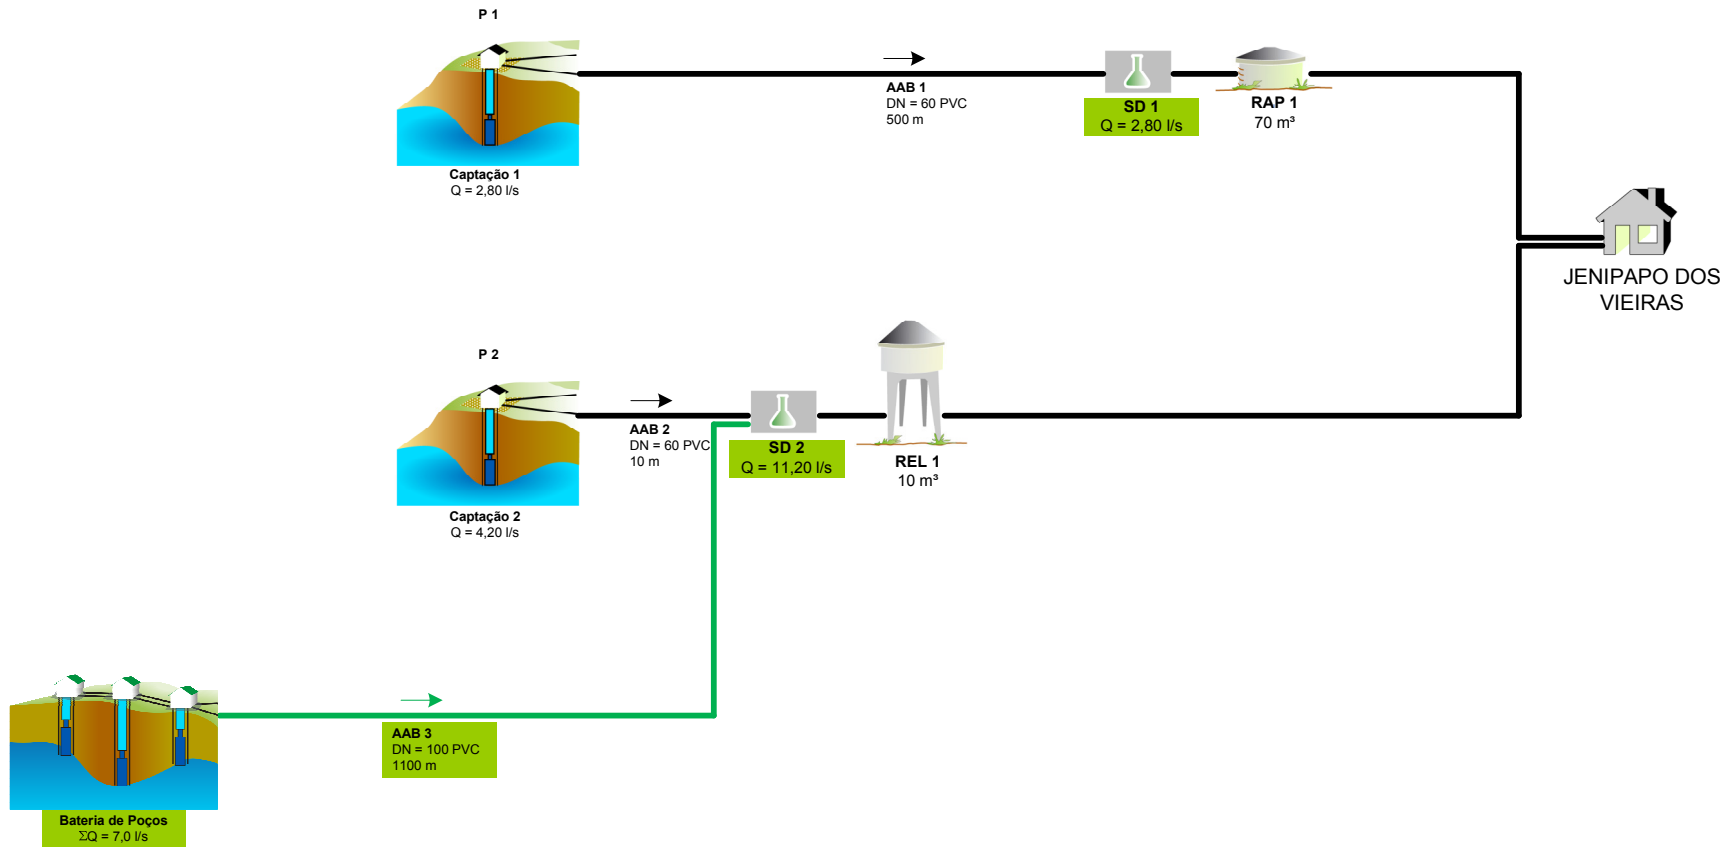 P 1
AAB 1
DN = 60 PVC
500 m
SD 1
Q = 2,80 l/s
RAP 1
70 m³
Captação 1
Q = 2,80 l/s
JENIPAPO DOS
VIEIRAS
P 2
AAB 2
DN = 60 PVC
10 m
SD 2
Q = 11,20 l/s
REL 1
10 m³
Captação 2
Q = 4,20 l/s
AAB 3
DN = 100 PVC
1100 m
Bateria de Poços
ΣQ = 7,0 l/s